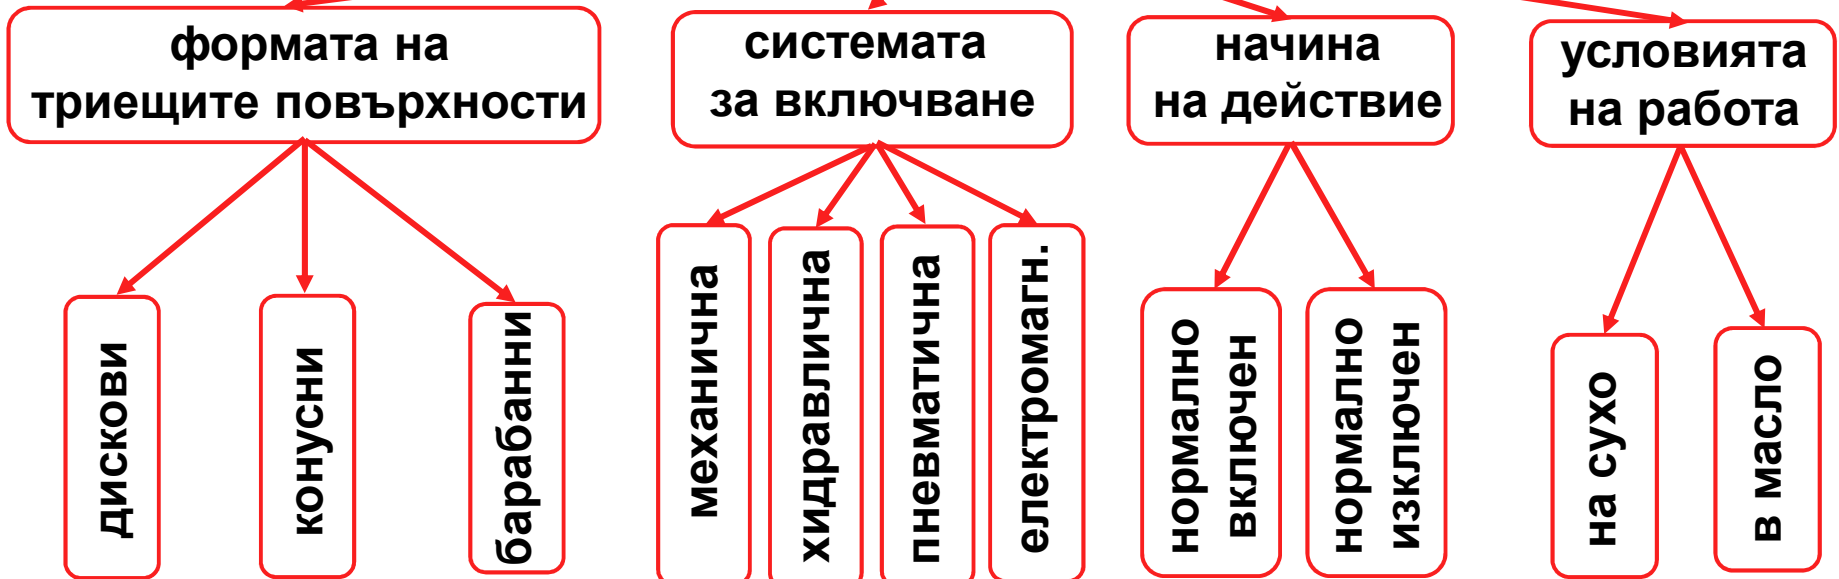 формата на
триещите повърхности
системата
за включване
начина
на действие
условията
на работа
дискови
конусни
барабанни
механична
хидравлична
пневматична
електромагн.
нормално
включен
нормално
изключен
на сухо
в масло